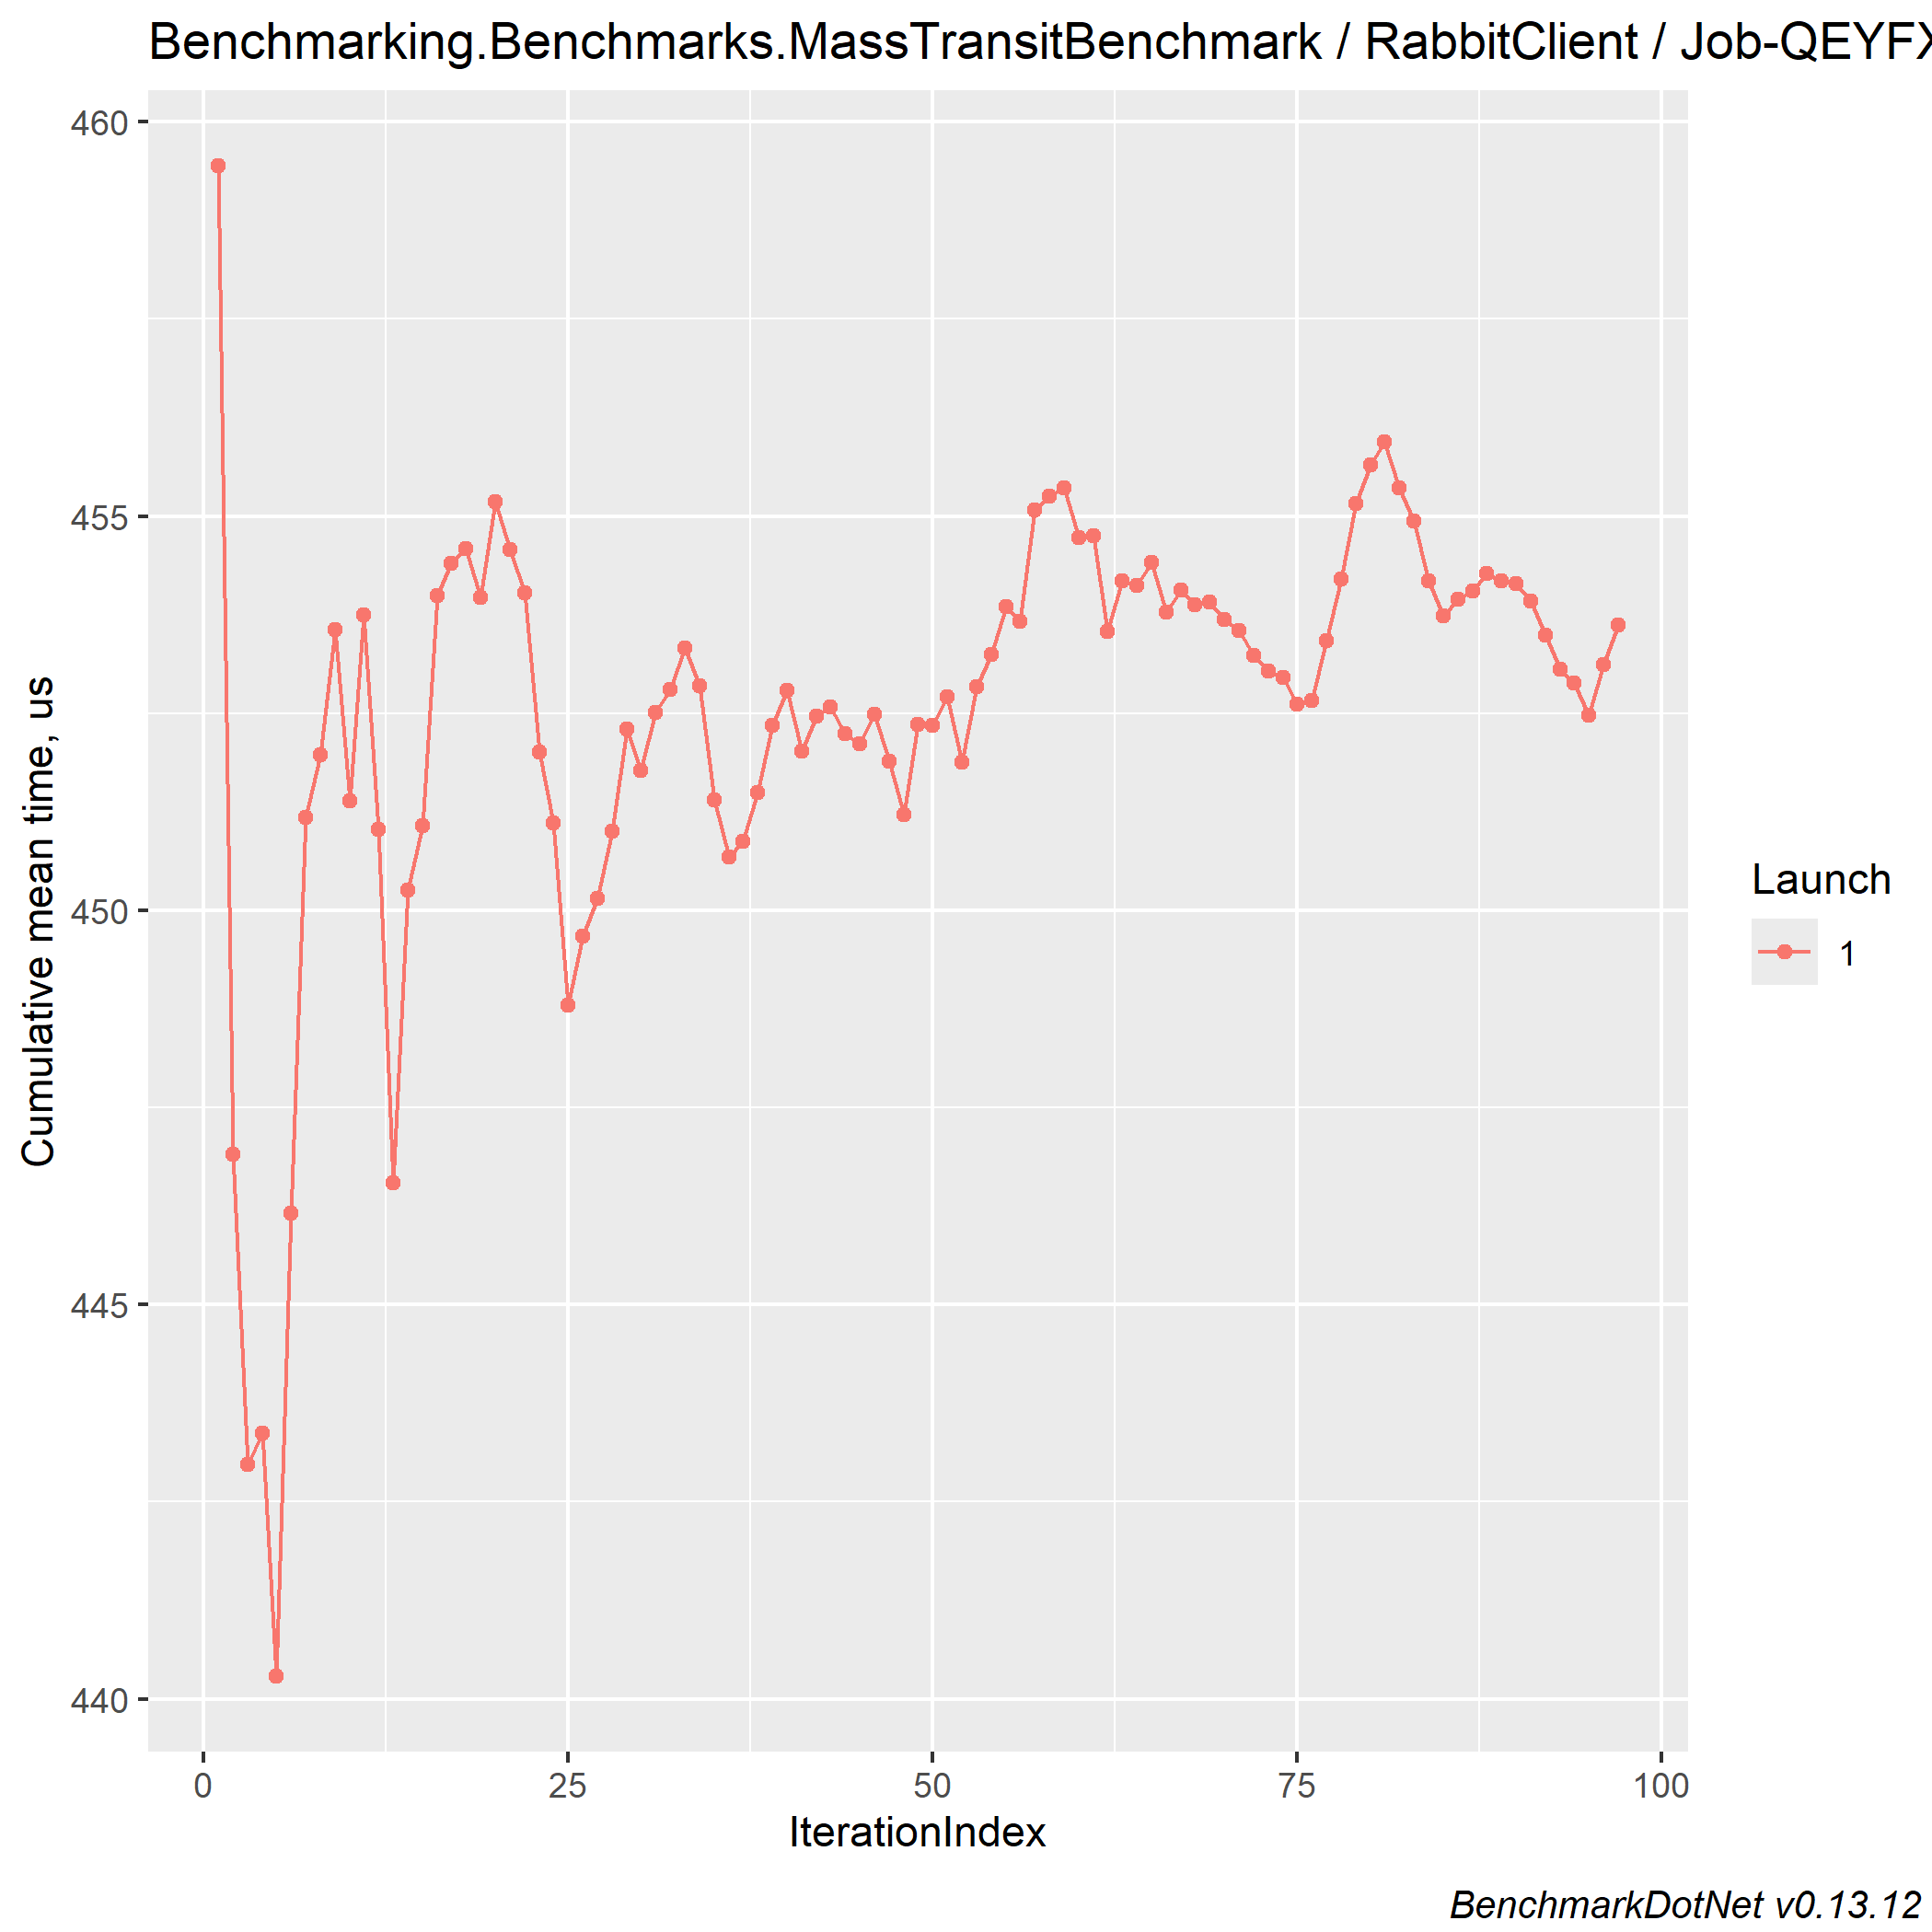 Benchmarking.Benchmarks.MassTransitBenchmark / RabbitClient / Job-QEYFX
460
455
450
445
440
Cumulative mean time, us
0 25 50 75 100
IterationIndex
Launch
1
BenchmarkDotNet v0.13.12